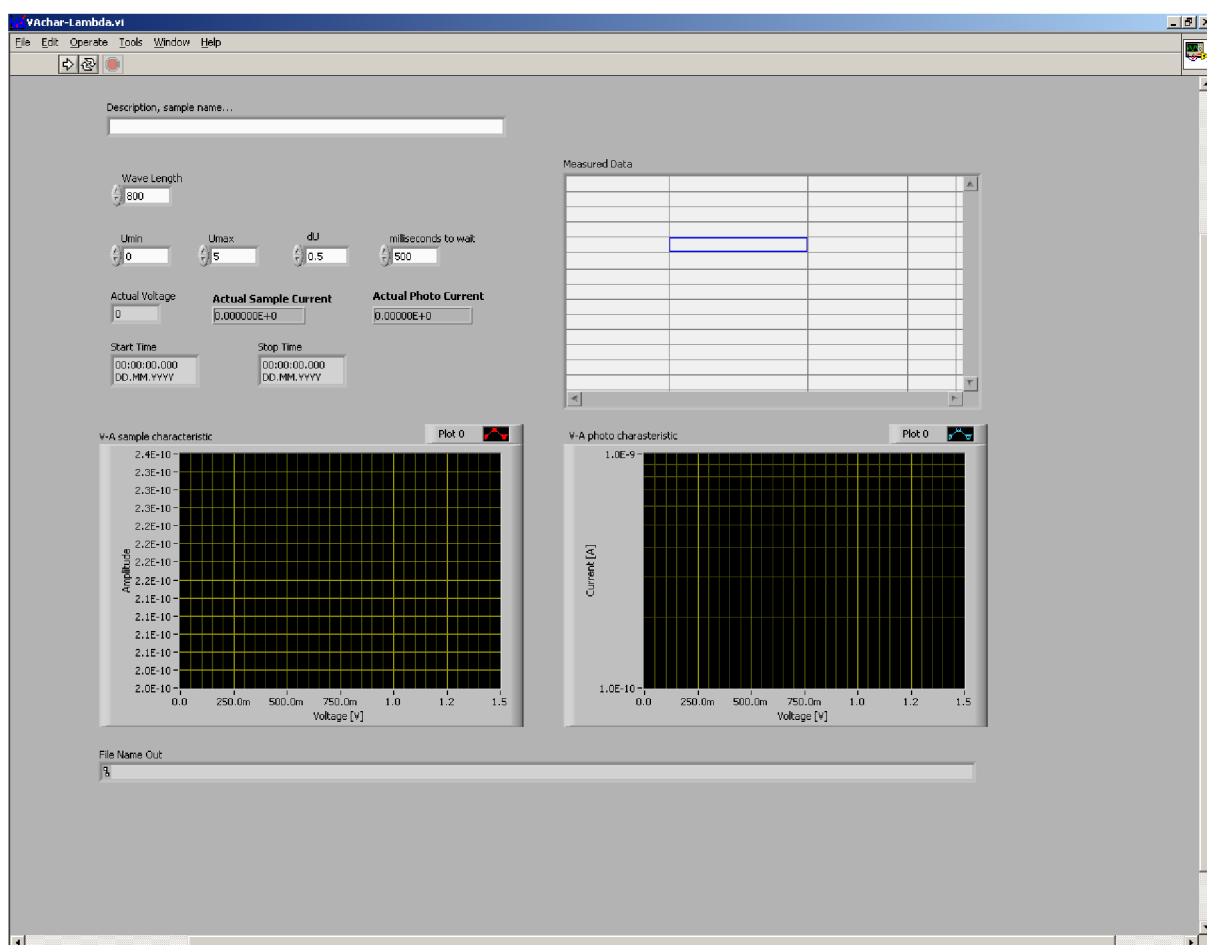 VAchar-Lambda.vi
File Edit Operate Tools Window Help
Description, sample name...
Wave Length
800
Umin Umax dU miliseconds to wait
0 5 0.5 500
Actual Voltage Actual Sample Current Actual Photo Current
0 0.000000E+0 0.00000E+0
Start Time Stop Time
00:00:00.000 00:00:00.000
DD.MM.YYYY DD.MM.YYYY
Measured Data
V-A sample characteristic Plot 0
2.4E-10
2.3E-10
2.3E-10
2.3E-10
2.2E-10
2.2E-10
2.2E-10
2.2E-10
2.1E-10
2.1E-10
2.1E-10
2.1E-10
2.0E-10
2.0E-10
Amplitude
0.0 250.0m 500.0m 750.0m 1.0 1.2 1.5
Voltage [V]
V-A photo charasteristic Plot 0
1.0E-9
1.0E-10
Current [A]
0.0 250.0m 500.0m 750.0m 1.0 1.2 1.5
Voltage [V]
File Name Out